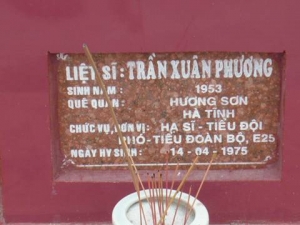 LIỆT SĨ : TRẦN XUÂN PHƯƠNG
SINH NĂM : 1953
QUÊ QUÁN : HƯƠNG SƠN
HÀ TĨNH
CHỨC VỤ, ĐƠN VỊ: HẠ SĨ - TIỂU ĐỘI
PHÓ-TIỂU ĐOÀN BỘ, E25
NGÀY HY SINH: 14 - 04 - 1975